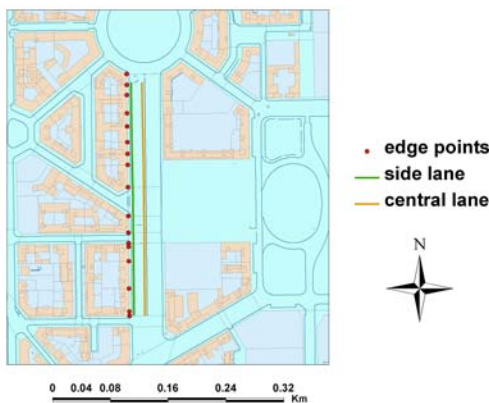 edge points
side lane
central lane
N
0 0.04 0.08 0.16 0.24 0.32
Km